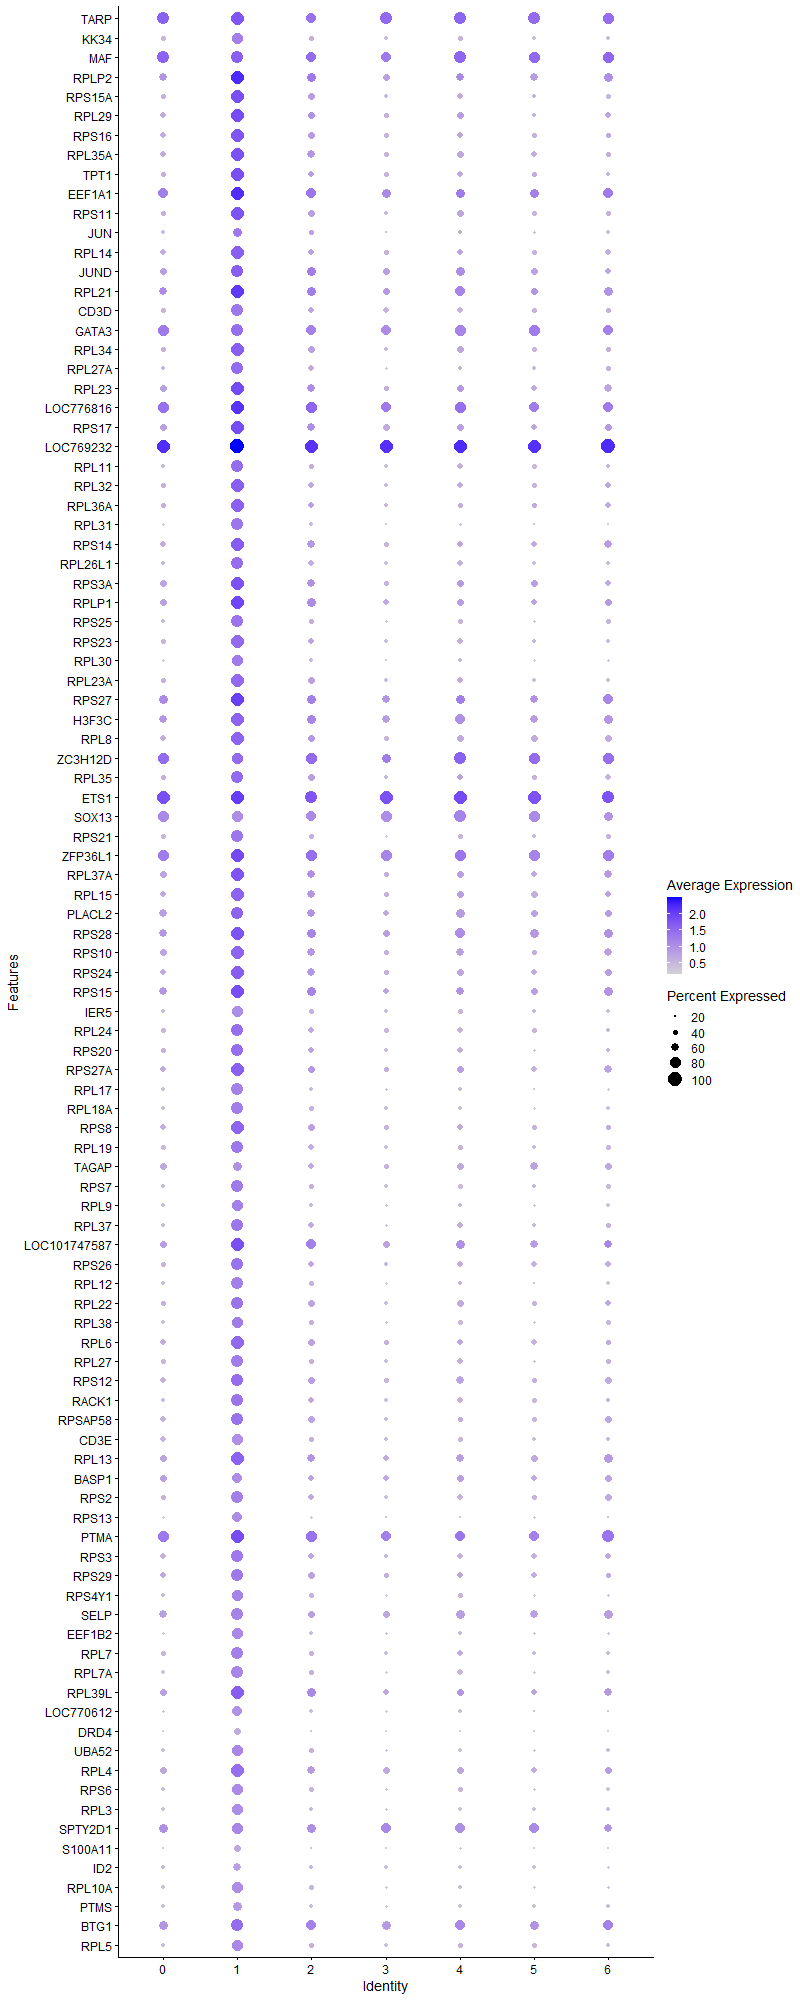 TARP
KK34
MAF
RPLP2
RPS15A
RPL29
RPS16
RPL35A
TPT1
EEF1A1
RPS11
JUN
RPL14
JUND
RPL21
CD3D
GATA3
RPL34
RPL27A
RPL23
LOC776816
RPS17
LOC769232
RPL11
RPL32
RPL36A
RPL31
RPS14
RPL26L1
RPS3A
RPLP1
RPS25
RPS23
RPL30
RPL23A
RPS27
H3F3C
RPL8
ZC3H12D
RPL35
ETS1
SOX13
RPS21
ZFP36L1
RPL37A
RPL15
PLACL2
RPS28
RPS10
RPS24
RPS15
IER5
RPL24
RPS20
RPS27A
RPL17
RPL18A
RPS8
RPL19
TAGAP
RPS7
RPL9
RPL37
LOC101747587
RPS26
RPL12
RPL22
RPL38
RPL6
RPL27
RPS12
RACK1
RPSAP58
CD3E
RPL13
BASP1
RPS2
RPS13
PTMA
RPS3
RPS29
RPS4Y1
SELP
EEF1B2
RPL7
RPL7A
RPL39L
LOC770612
DRD4
UBA52
RPL4
RPS6
RPL3
SPTY2D1
S100A11
ID2
RPL10A
PTMS
BTG1
RPL5
Features
0 1 2 3 4 5 6
Identity
Average Expression
2.0
1.5
1.0
0.5
Percent Expressed
20
40
60
80
100